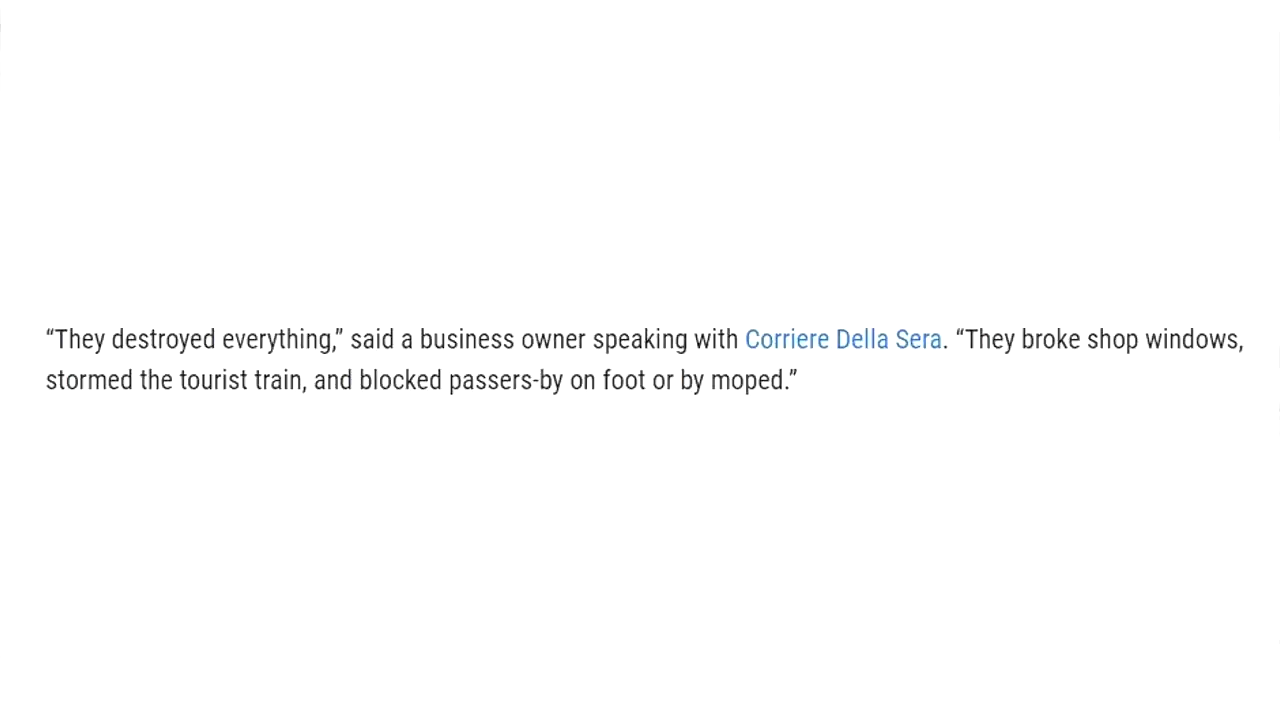 “They destroyed everything,” said a business owner speaking with Corriere Della Sera. “They broke shop windows,
stormed the tourist train, and blocked passers-by on foot or by moped.”